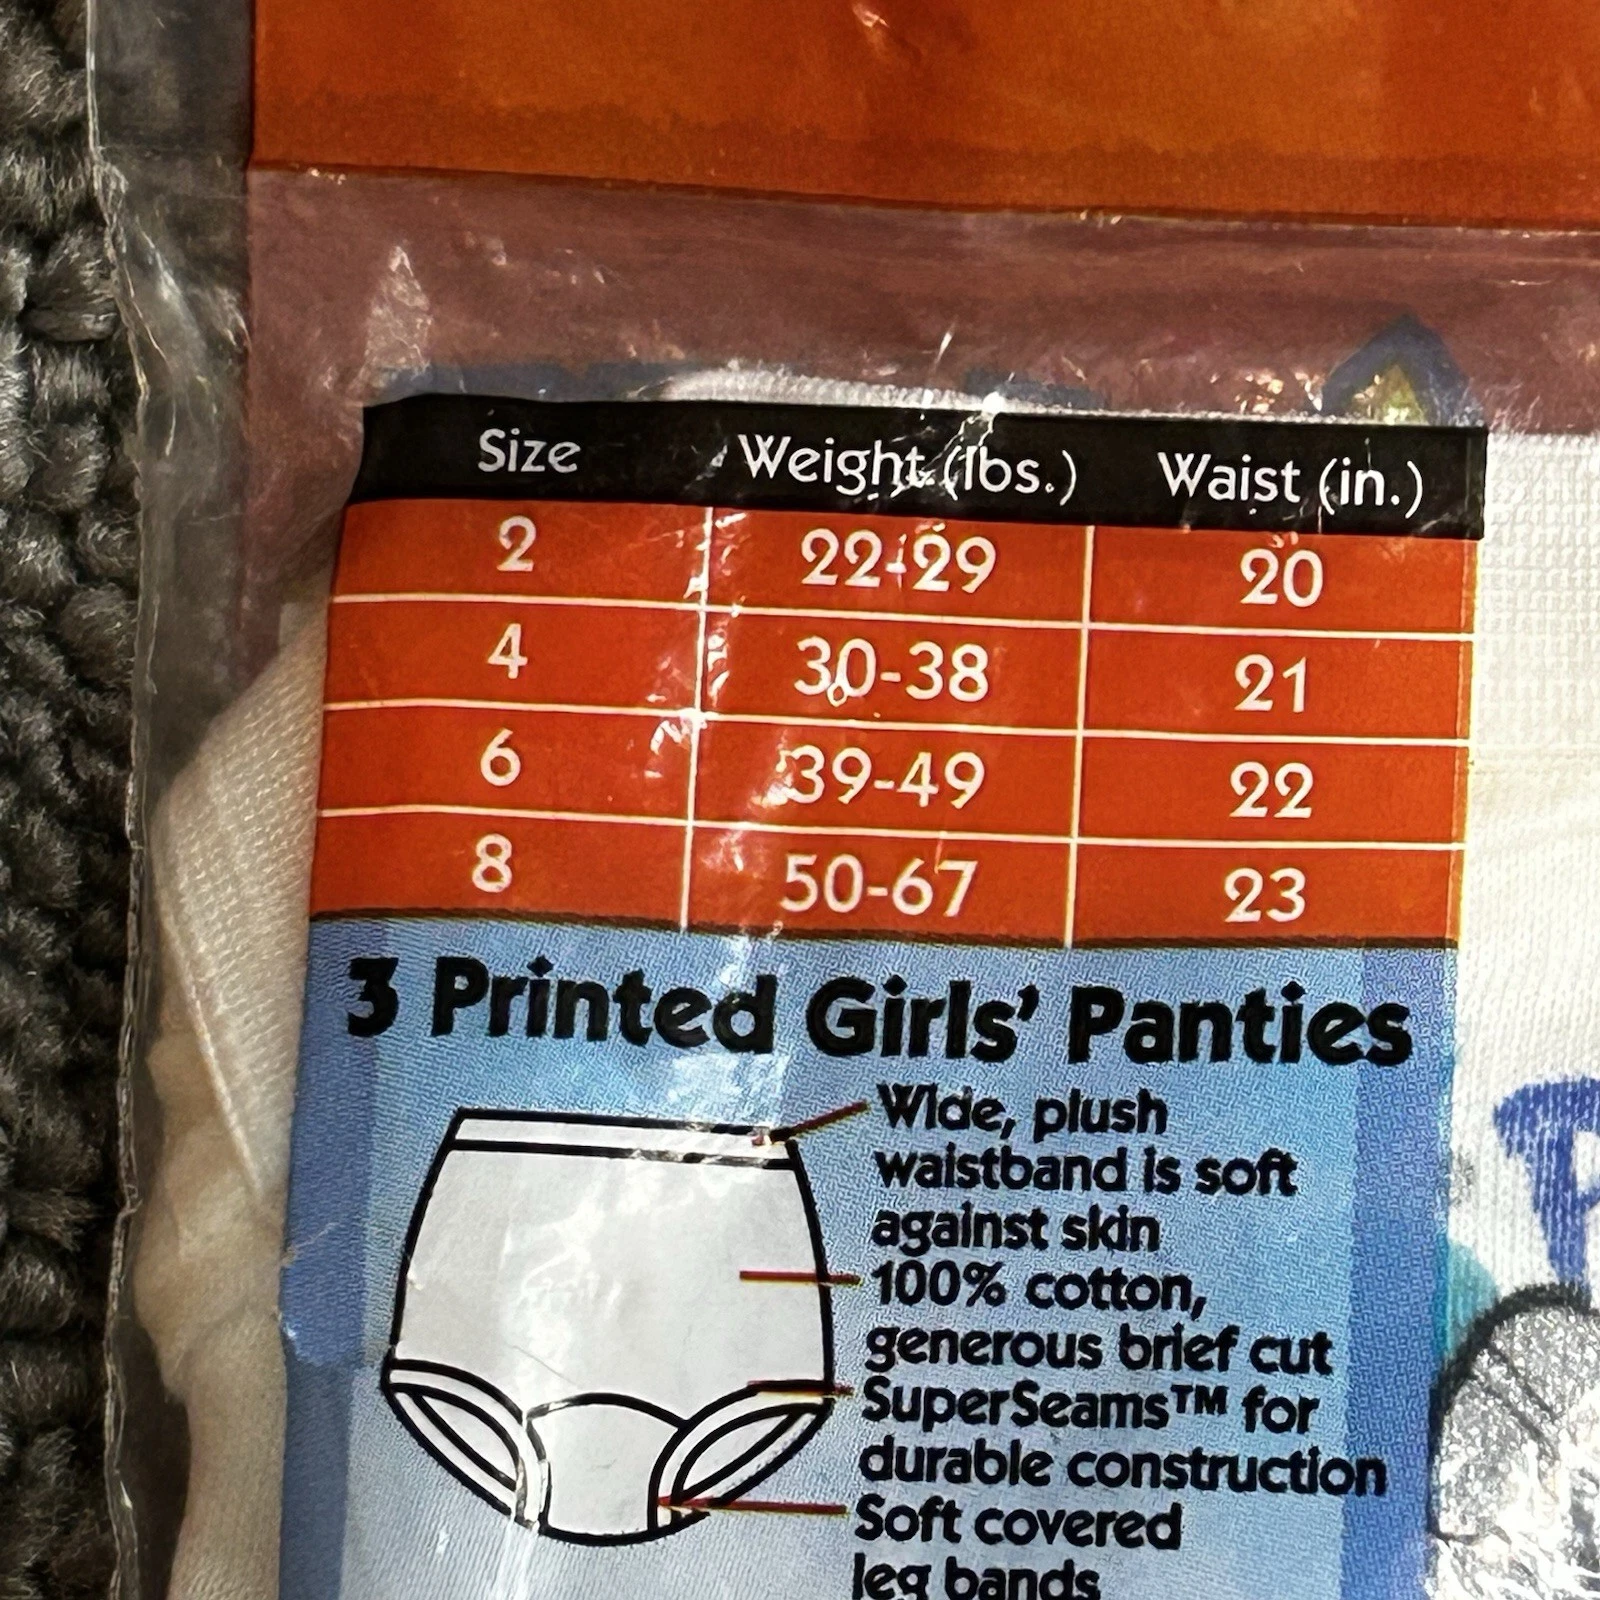 Size Weight (lbs.) Waist (in.)
2 22-29 20
4 30-38 21
6 39-49 22
8 50-67 23
3 Printed Girls' Panties
Wide, plush
waistband is soft
against skin
100% cotton,
generous brief cut
SuperSeams™ for
durable construction
Soft covered
leg bands